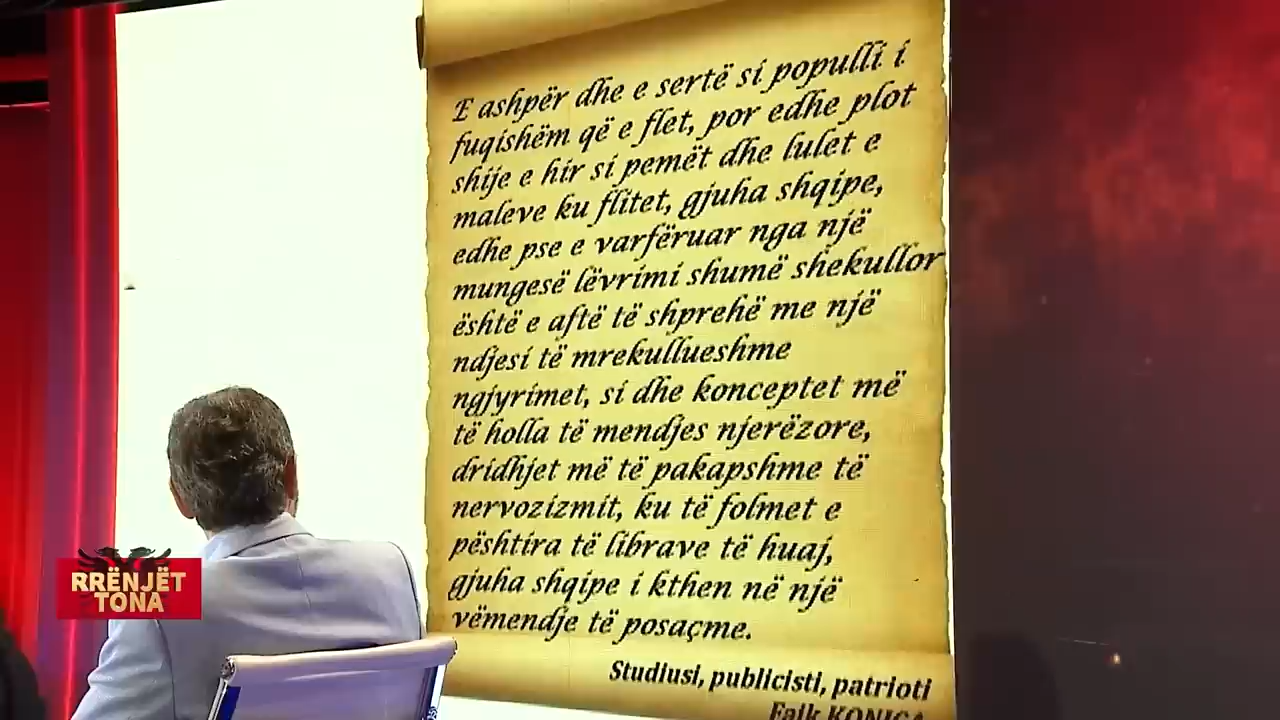 E ashpër dhe e sertë si populli i
fuqishëm që e flet, por edhe plot
shije e hir si pemët dhe lulet e
maleve ku flitet, gjuha shqipe,
edhe pse e varfëruar nga një
mungesë lëvrimi shumë shekullor
është e aftë të shprehë me një
ndjesi të mrekullueshme
ngjyrimet, si dhe konceptet më
të holla të mendjes njerëzore,
dridhjet më të pakapshme të
nervozizmit, ku të folmet e
pështira të librave të huaj,
gjuha shqipe i kthen në një
vëmendje të posaçme.
Studiusi, publicisti, patrioti
Faik KONICA
RRËNJËT
TONA